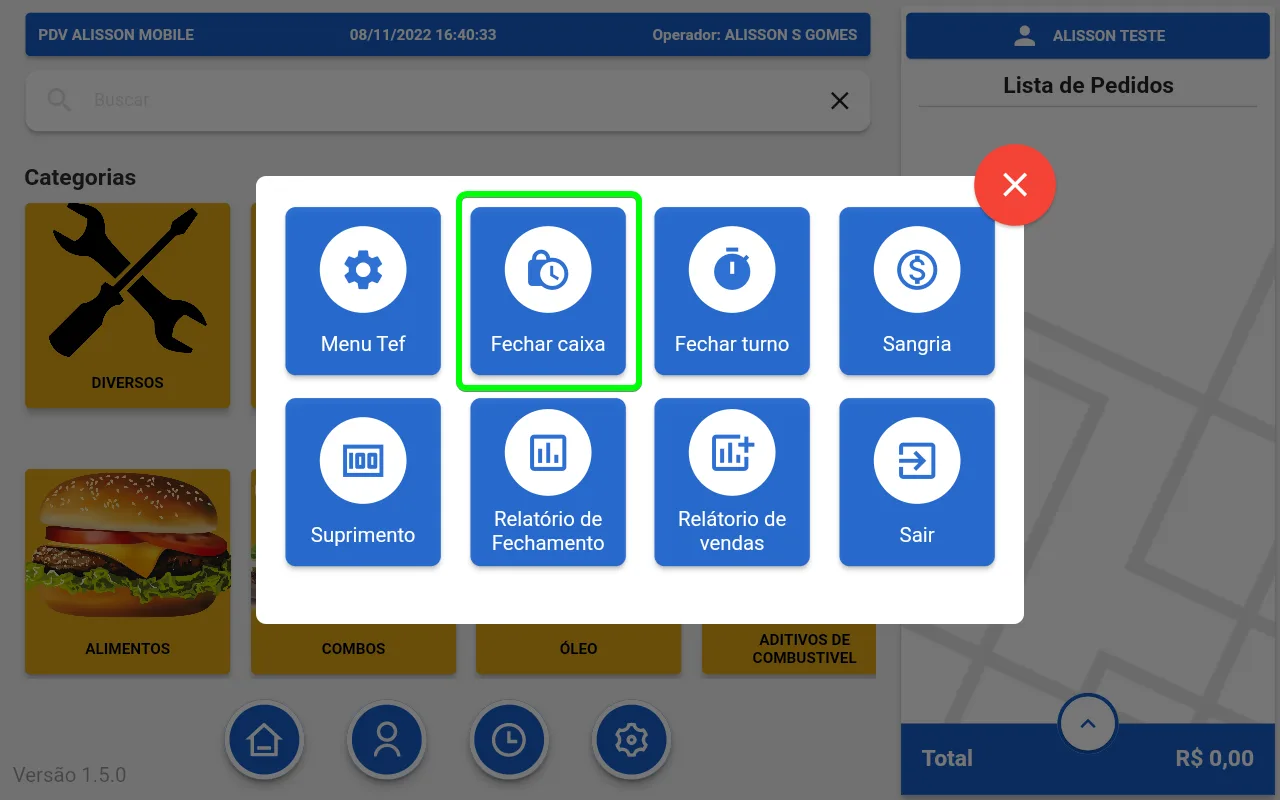 PDV ALISSON MOBILE
08/11/2022 16:40:33
Operador: ALISSON S GOMES
ALISSON TESTE
Buscar
Lista de Pedidos
Categorias
Menu Tef
Fechar caixa
Fechar turno
Sangria
DIVERSOS
100
Suprimento
Relatório de
Fechamento
Relátorio de
vendas
Sair
ALIMENTOS
COMBOS
ÓLEO
ADITIVOS DE
COMBUSTIVEL
Total
R$ 0,00
Versão 1.5.0